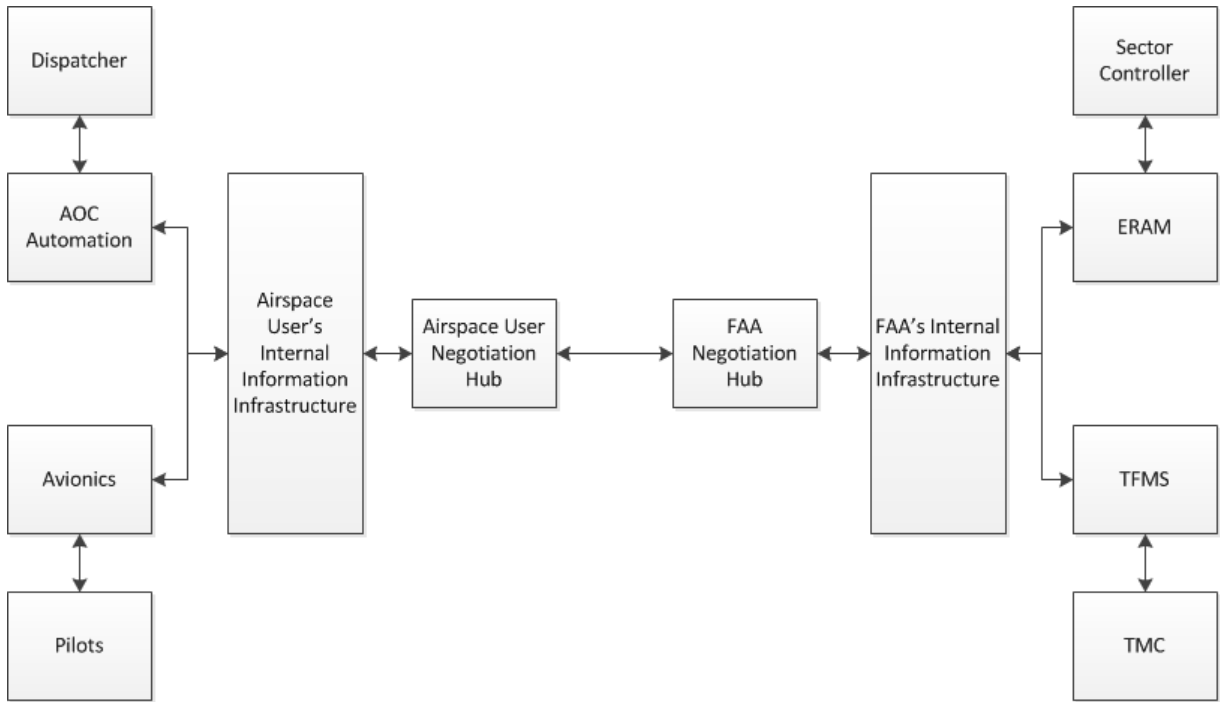 Dispatcher
Sector
Controller
AOC
Automation
ERAM
Airspace
User's
Internal
Information
Infrastructure
Airspace User
Negotiation
Hub
FAA
Negotiation
Hub
FAA's Internal
Information
Infrastructure
Avionics
TFMS
Pilots
TMC